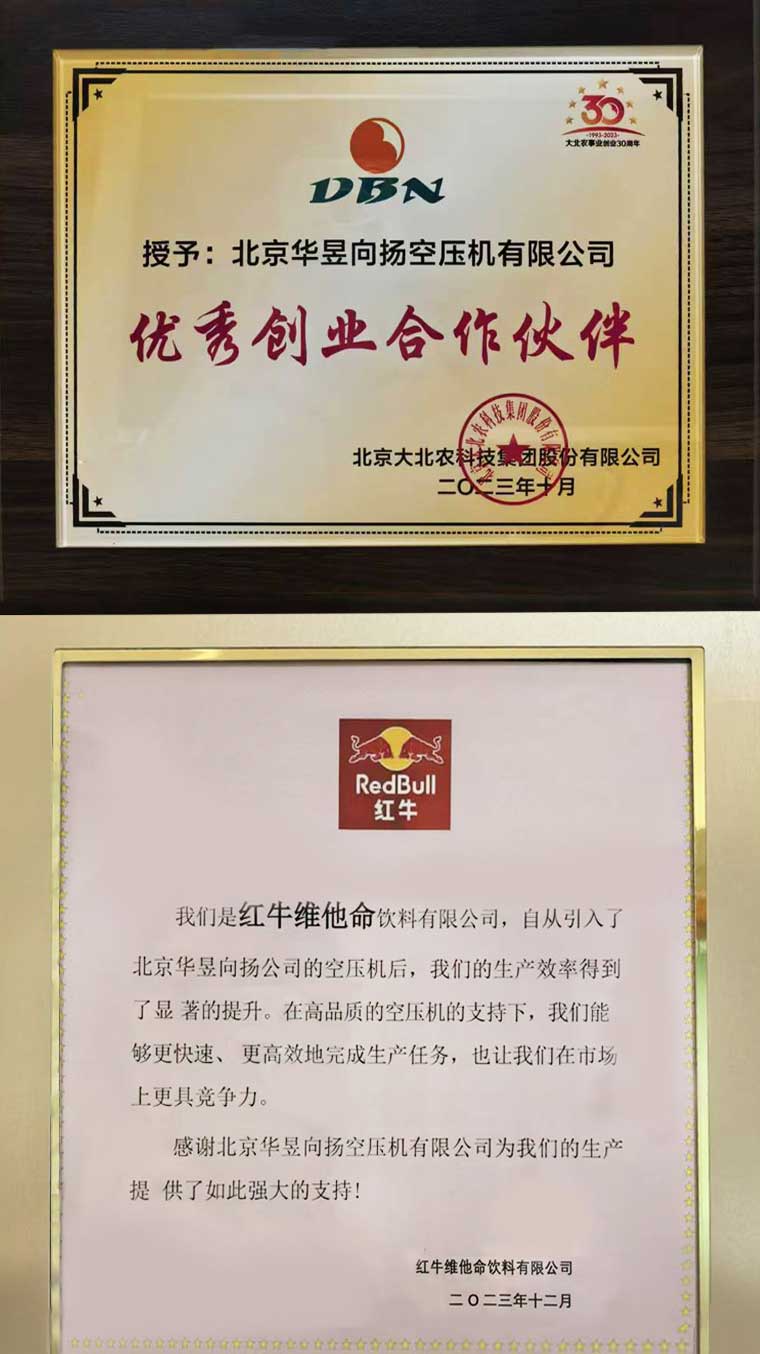 30
-1993-2023-
大北农事业创业30周年
DBN
授予：北京华昱向扬空压机有限公司
优秀创业合作伙伴
北京大北农科技集团股份有限公司
二〇二三年十月
RedBull
红牛
我们是红牛维他命饮料有限公司，自从引入了
北京华昱向扬公司的空压机后，我们的生产效率得到
了显 著的提升。在高品质的空压机的支持下，我们能
够更快速、 更高效地完成生产任务，也让我们在市场
上更具竞争力。
感谢北京华昱向扬空压机有限公司为我们的生产
提 供了如此强大的支持！
红牛维他命饮料有限公司
二〇二三年十二月